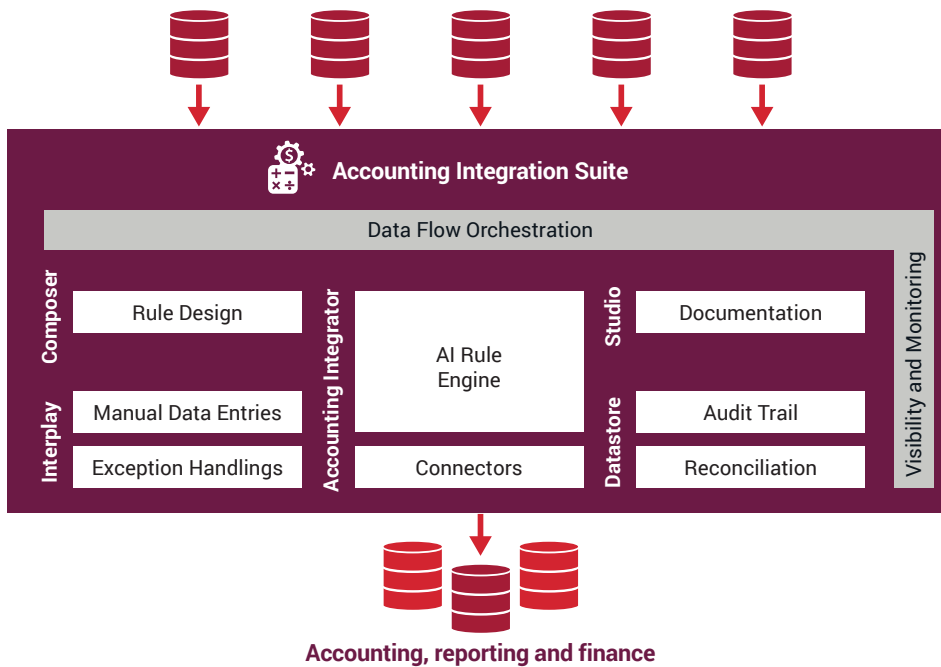 Accounting Integration Suite
Data Flow Orchestration
Visibility and Monitoring
Composer
Rule Design
Interplay
Manual Data Entries
Exception Handlings
Accounting Integrator
AI Rule
Engine
Connectors
Studio
Documentation
Datastore
Audit Trail
Reconciliation
Accounting, reporting and finance